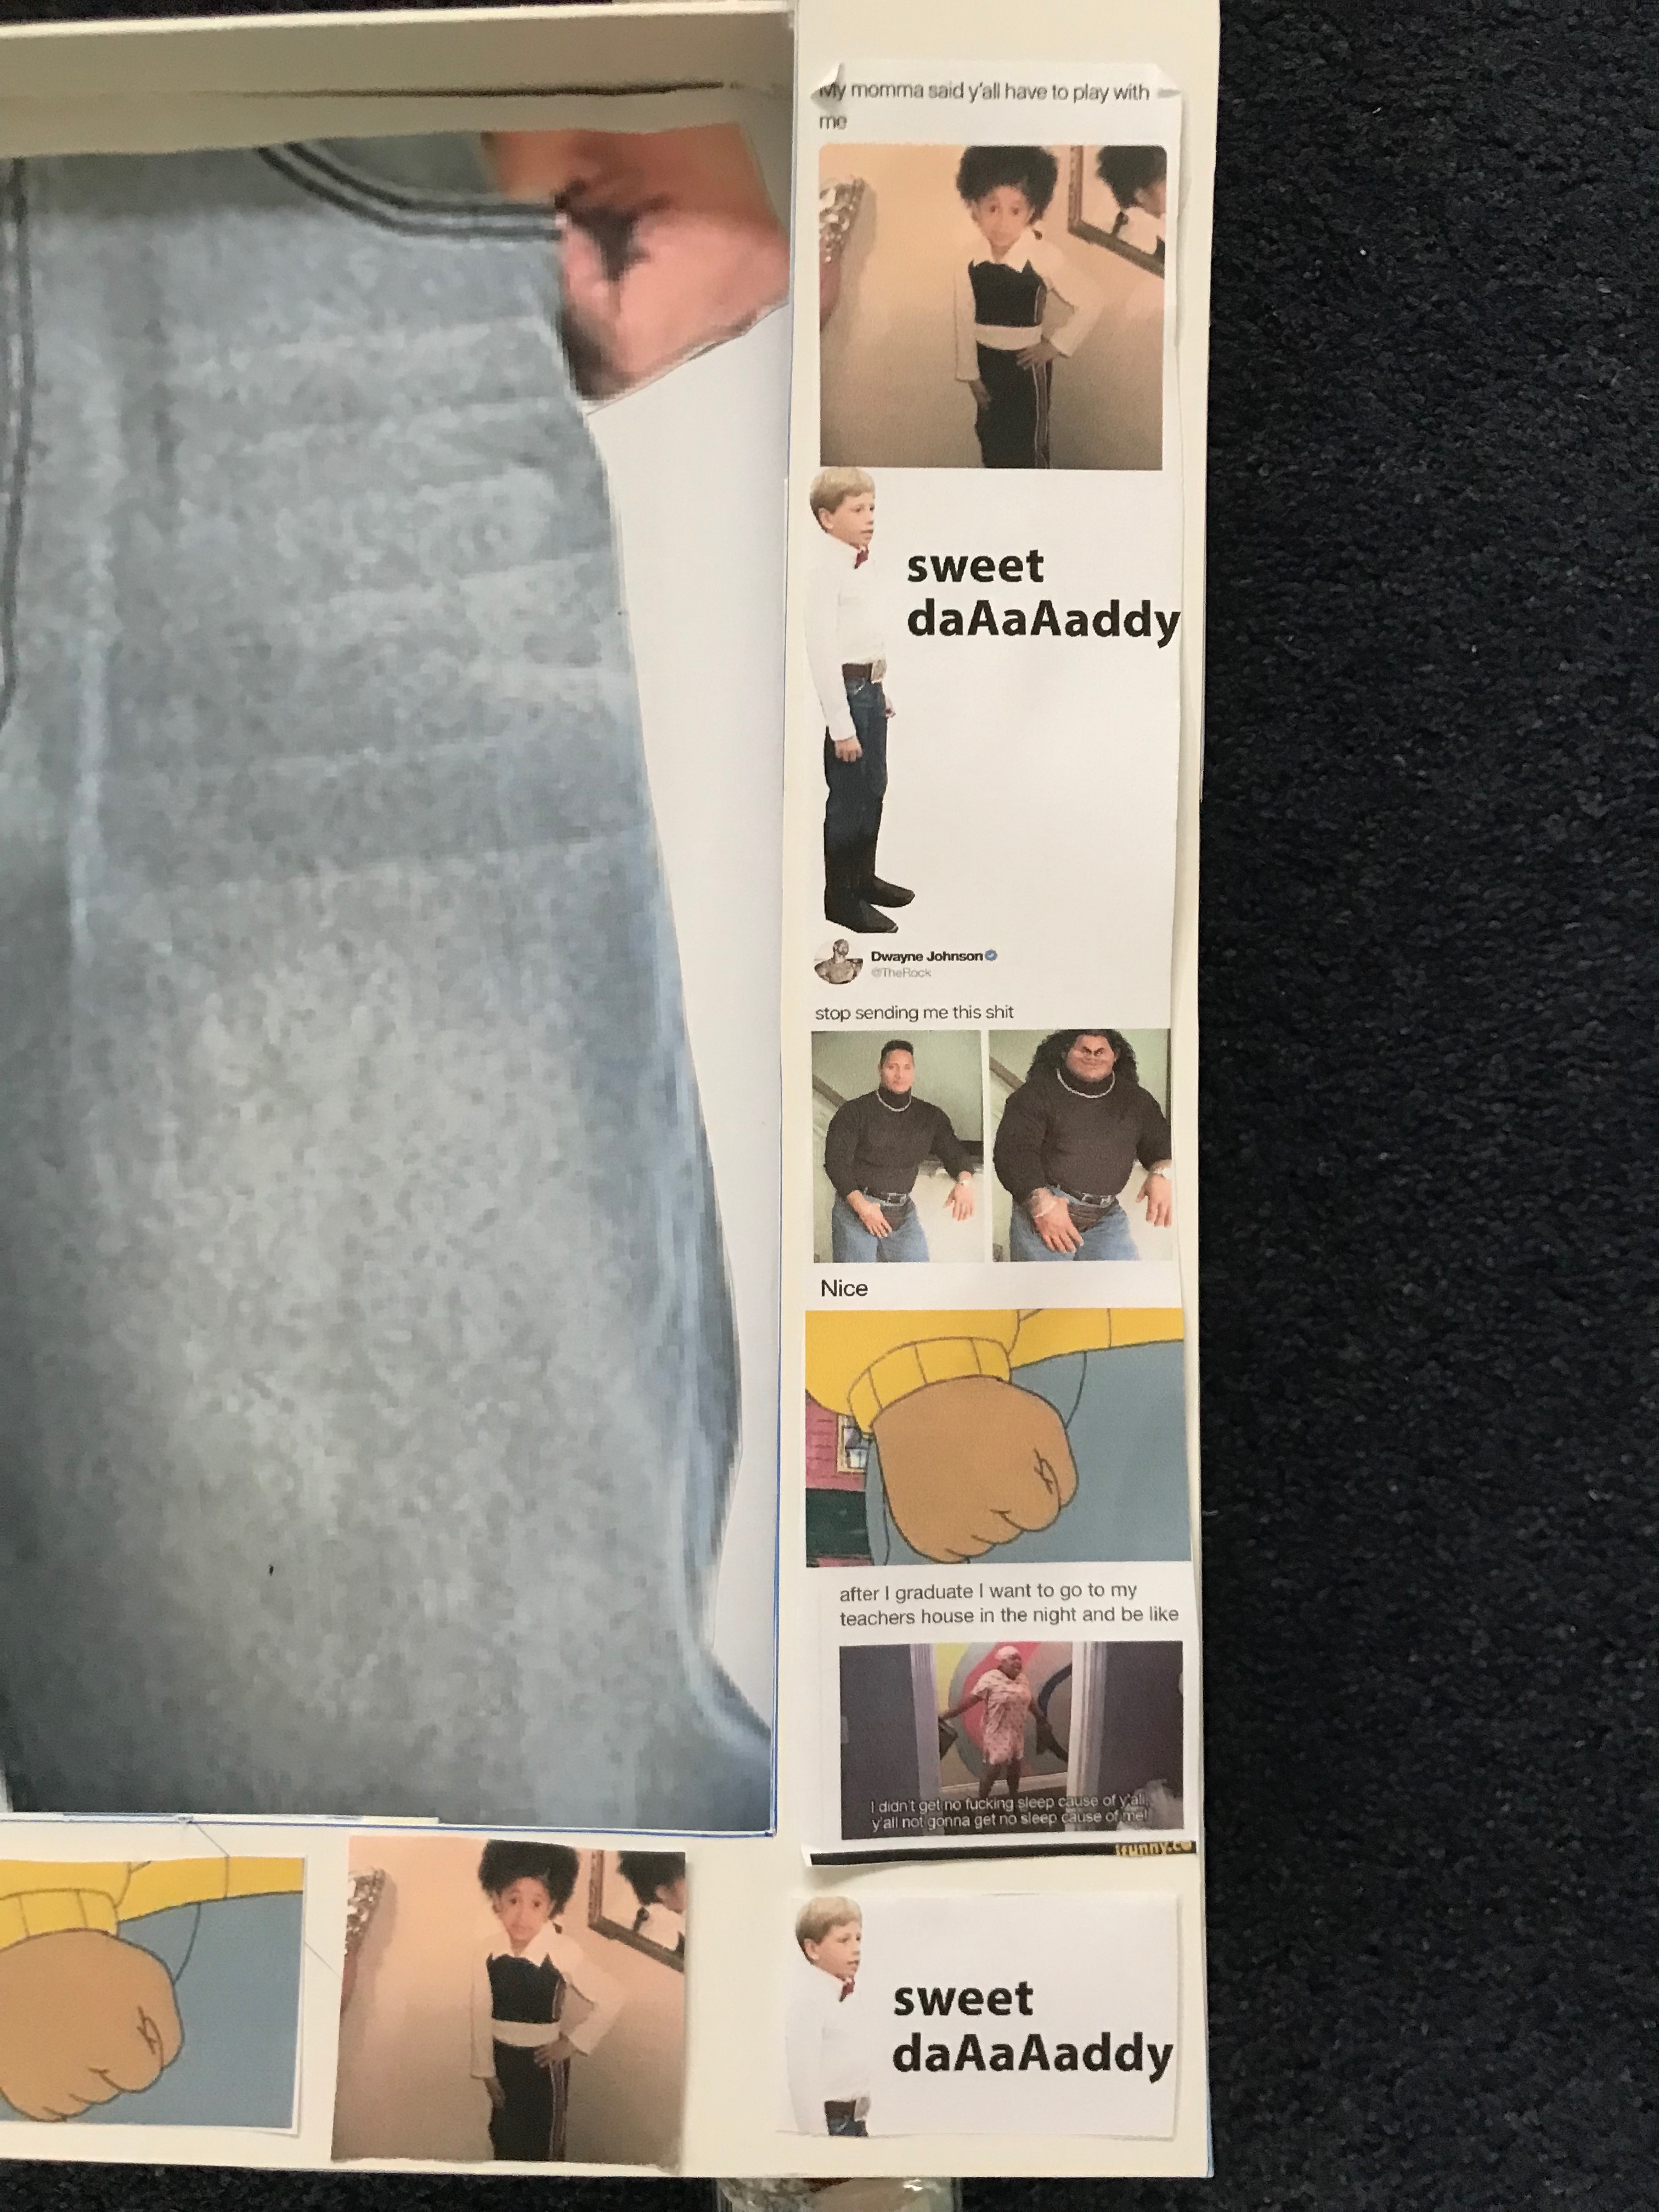 My momma said y'all have to play with
me
sweet
daAaAaddy
Dwayne Johnson
@TheRock
stop sending me this shit
Nice
after I graduate I want to go to my
teachers house in the night and be like
I didn't get no fucking sleep cause of y'all,
y'all not gonna get no sleep cause of me!
ifunny.co
sweet
daAaAaddy